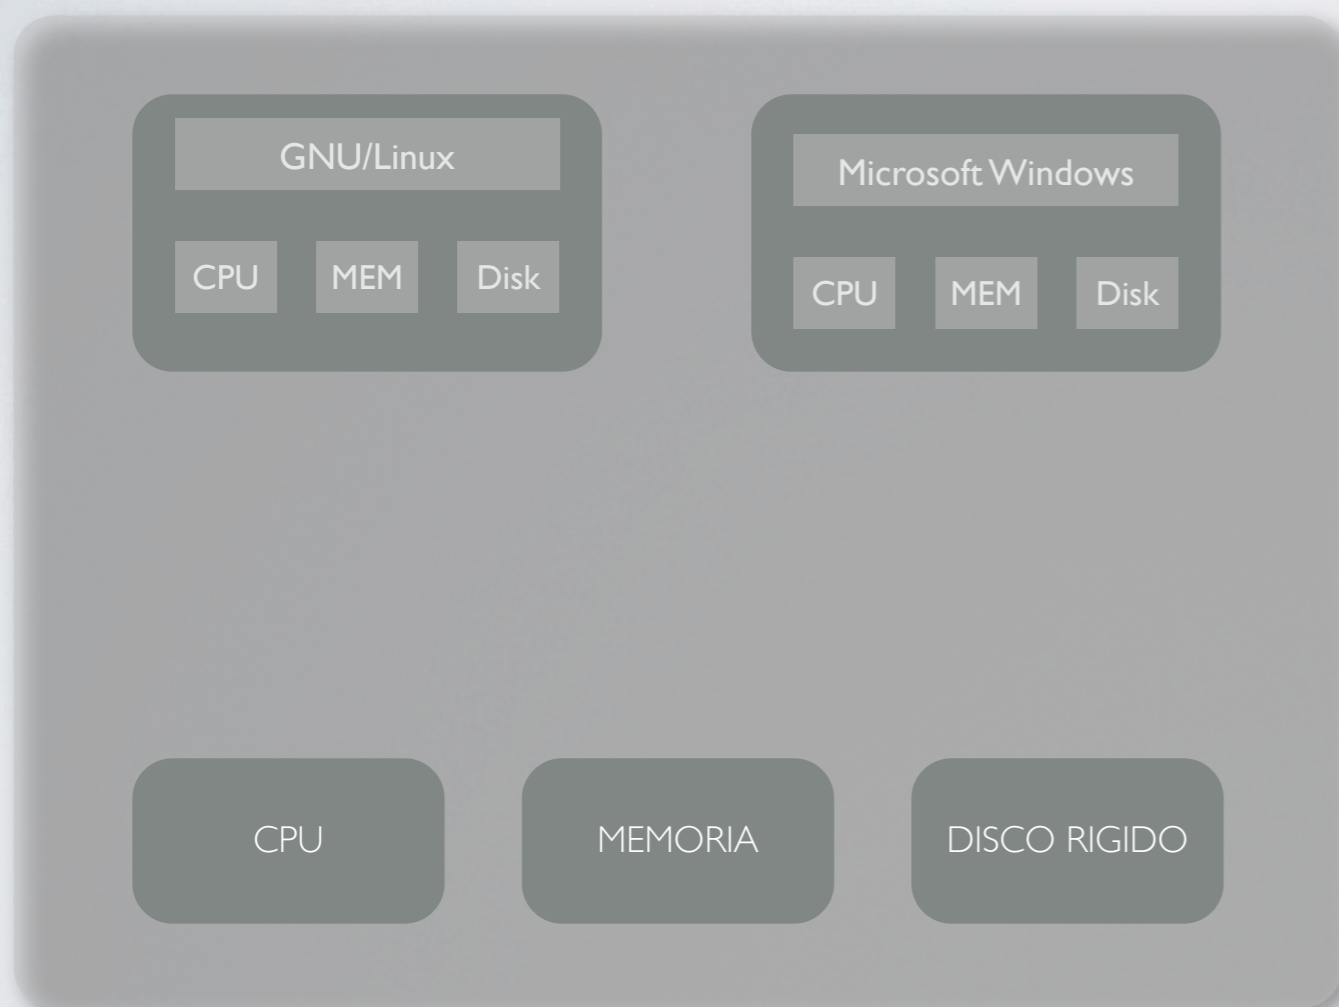 GNU/Linux
CPU MEM Disk
Microsoft Windows
CPU MEM Disk
CPU
MEMORIA
DISCO RIGIDO